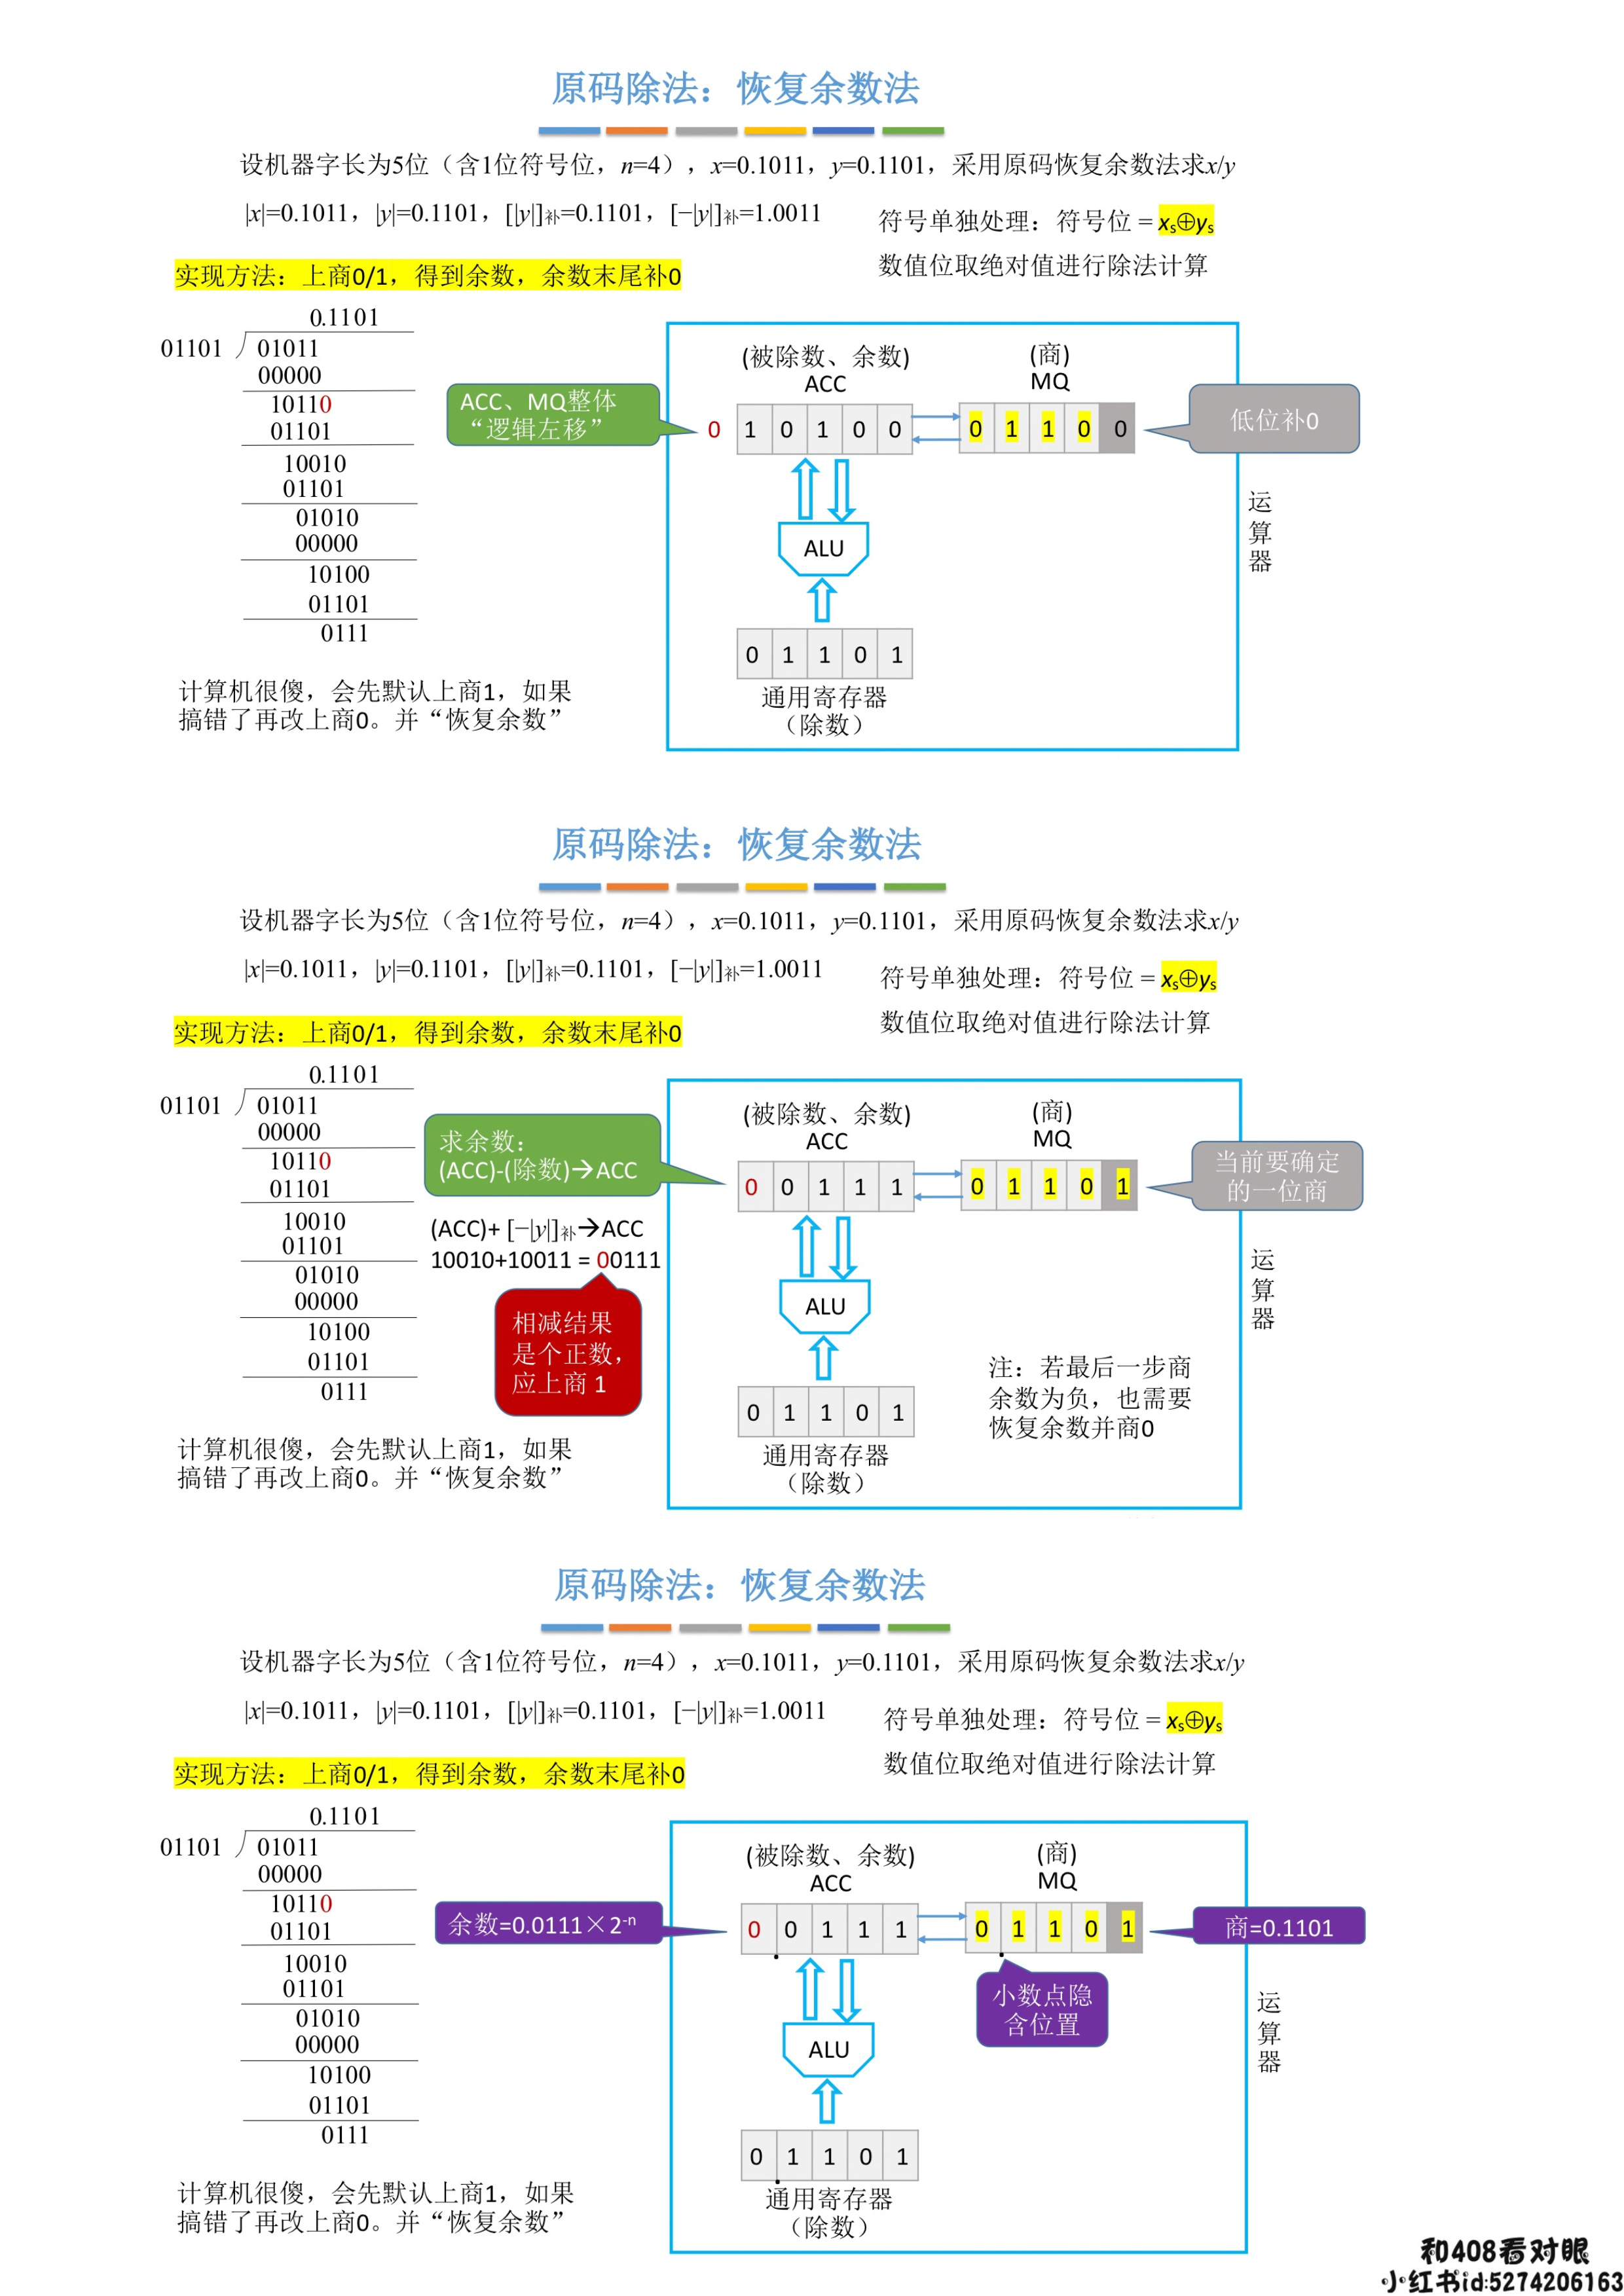 原码除法：恢复余数法
设机器字长为5位（含1位符号位，n=4），x=0.1011，y=0.1101，采用原码恢复余数法求x/y
|x|=0.1011，|y|=0.1101，[|y|]补=0.1101，[−|y|]补=1.0011
符号单独处理：符号位 = xs⊕ys
数值位取绝对值进行除法计算
实现方法：上商0/1，得到余数，余数末尾补0
0.1101
01101 01011
00000
10110
01101
10010
01101
01010
00000
10100
01101
0111
计算机很傻，会先默认上商1，如果
搞错了再改上商0。并“恢复余数”
ACC、MQ整体
“逻辑左移”
(被除数、余数)
ACC
0 1 0 1 0 0
(商)
MQ
0 1 1 0 0
低位补0
ALU
0 1 1 0 1
通用寄存器
（除数）
运
算
器
原码除法：恢复余数法
设机器字长为5位（含1位符号位，n=4），x=0.1011，y=0.1101，采用原码恢复余数法求x/y
|x|=0.1011，|y|=0.1101，[|y|]补=0.1101，[−|y|]补=1.0011
符号单独处理：符号位 = xs⊕ys
数值位取绝对值进行除法计算
实现方法：上商0/1，得到余数，余数末尾补0
0.1101
01101 01011
00000
10110
01101
10010
01101
01010
00000
10100
01101
0111
计算机很傻，会先默认上商1，如果
搞错了再改上商0。并“恢复余数”
求余数：
(ACC)-(除数)→ACC
(ACC)+ [−|y|]补→ACC
10010+10011 = 00111
相减结果
是个正数，
应上商 1
(被除数、余数)
ACC
0 0 1 1 1
(商)
MQ
0 1 1 0 1
当前要确定
的一位商
ALU
0 1 1 0 1
通用寄存器
（除数）
注：若最后一步商
余数为负，也需要
恢复余数并商0
运
算
器
原码除法：恢复余数法
设机器字长为5位（含1位符号位，n=4），x=0.1011，y=0.1101，采用原码恢复余数法求x/y
|x|=0.1011，|y|=0.1101，[|y|]补=0.1101，[−|y|]补=1.0011
符号单独处理：符号位 = xs⊕ys
数值位取绝对值进行除法计算
实现方法：上商0/1，得到余数，余数末尾补0
0.1101
01101 01011
00000
10110
01101
10010
01101
01010
00000
10100
01101
0111
计算机很傻，会先默认上商1，如果
搞错了再改上商0。并“恢复余数”
余数=0.0111×2-n
(被除数、余数)
ACC
0 0 1 1 1
(商)
MQ
0 1 1 0 1
商=0.1101
小数点隐
含位置
ALU
0 1 1 0 1
通用寄存器
（除数）
运
算
器
和408看对眼
小红书id:5274206163